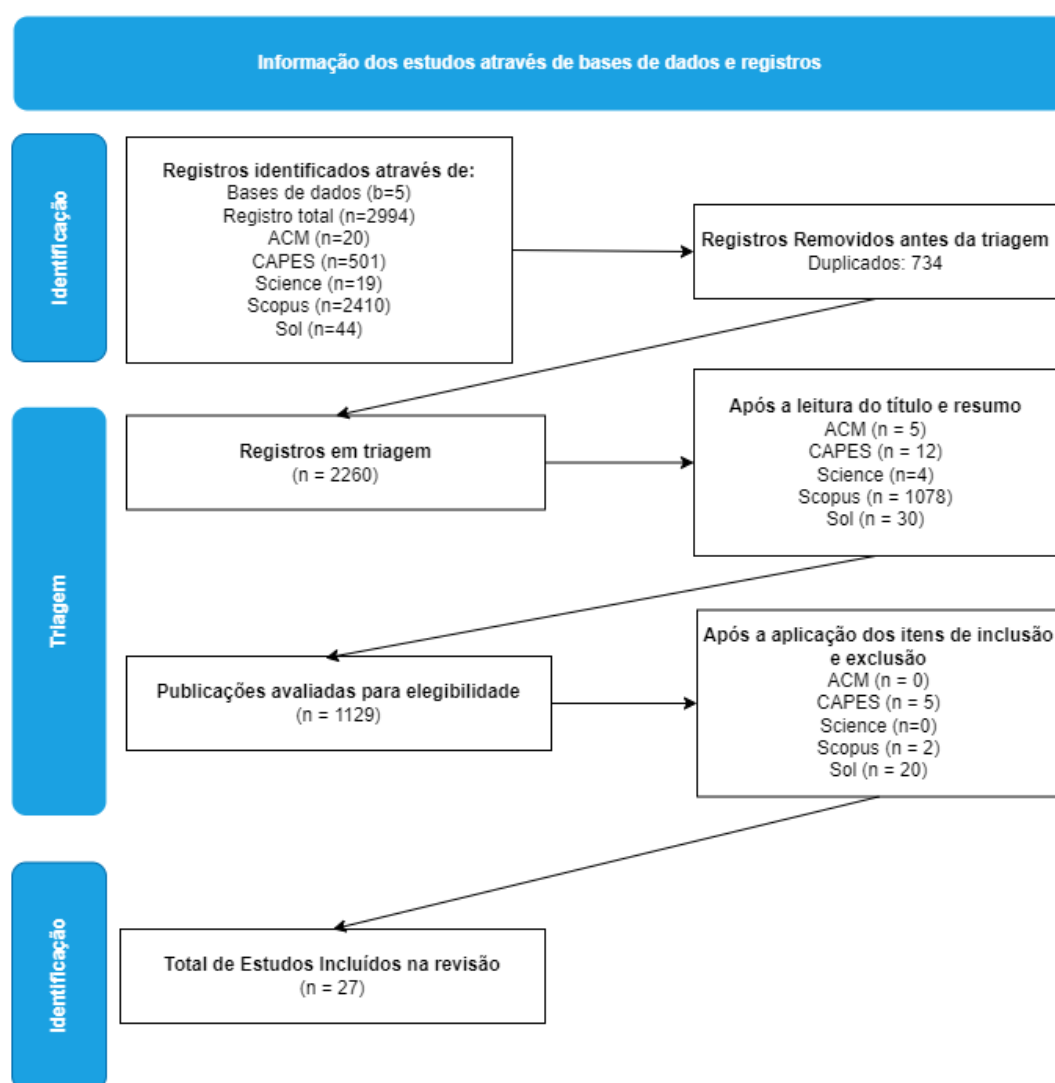 Informação dos estudos através de bases de dados e registros
Identificação
Registros identificados através de:
Bases de dados (b=5)
Registro total (n=2994)
ACM (n=20)
CAPES (n=501)
Science (n=19)
Scopus (n=2410)
Sol (n=44)
Registros Removidos antes da triagem
Duplicados: 734
Triagem
Registros em triagem
(n = 2260)
Após a leitura do título e resumo
ACM (n = 5)
CAPES (n = 12)
Science (n=4)
Scopus (n = 1078)
Sol (n = 30)
Publicações avaliadas para elegibilidade
(n = 1129)
Após a aplicação dos itens de inclusão
e exclusão
ACM (n = 0)
CAPES (n = 5)
Science (n=0)
Scopus (n = 2)
Sol (n = 20)
Identificação
Total de Estudos Incluídos na revisão
(n = 27)